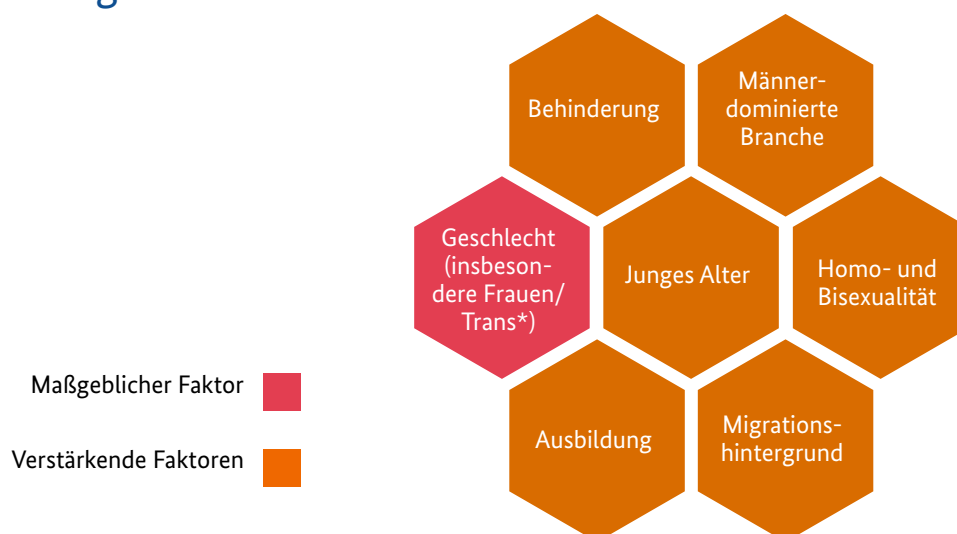 Behinderung
Männer-
dominierte
Branche
Geschlecht
(insbeson-
dere Frauen/
Trans*)
Junges Alter
Homo- und
Bisexualität
Maßgeblicher Faktor
Verstärkende Faktoren
Ausbildung
Migrations-
hintergrund